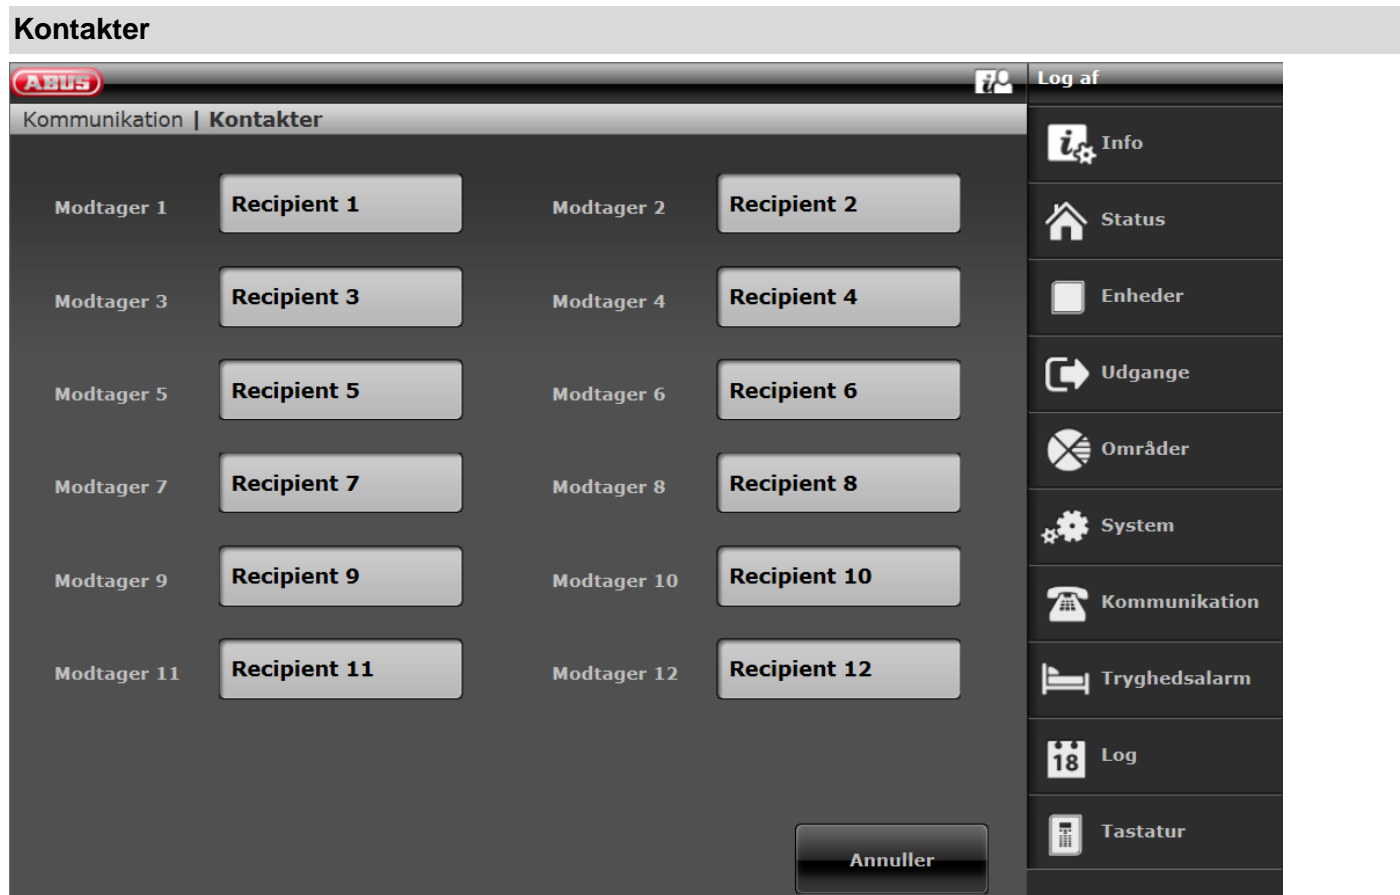 Kontakter
ABUS
Kommunikation | Kontakter
Modtager 1 Recipient 1 Modtager 2 Recipient 2
Modtager 3 Recipient 3 Modtager 4 Recipient 4
Modtager 5 Recipient 5 Modtager 6 Recipient 6
Modtager 7 Recipient 7 Modtager 8 Recipient 8
Modtager 9 Recipient 9 Modtager 10 Recipient 10
Modtager 11 Recipient 11 Modtager 12 Recipient 12
Annuller
Log af
Info
Status
Enheder
Udgange
Områder
System
Kommunikation
Tryghedsalarm
18 Log
Tastatur